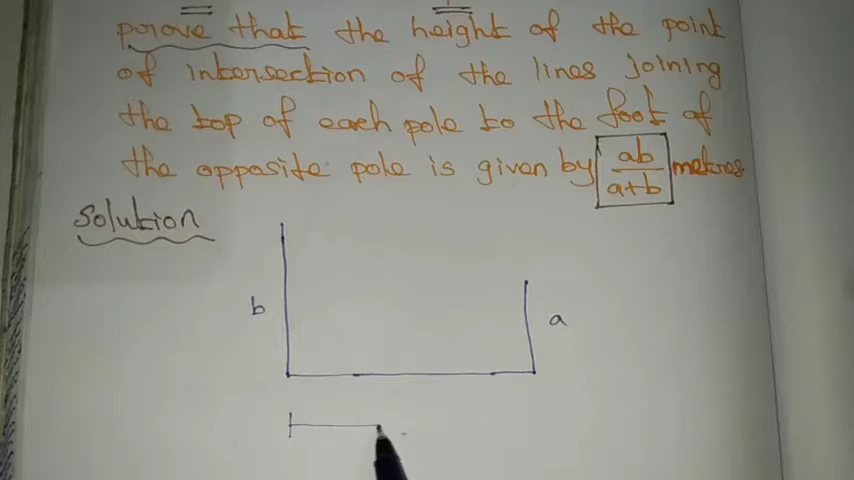 prove that the height of the point
of intersection of the lines joining
the top of each pole to the foot of
the opposite pole is given by ab/a+b metres.
Solution
b
a